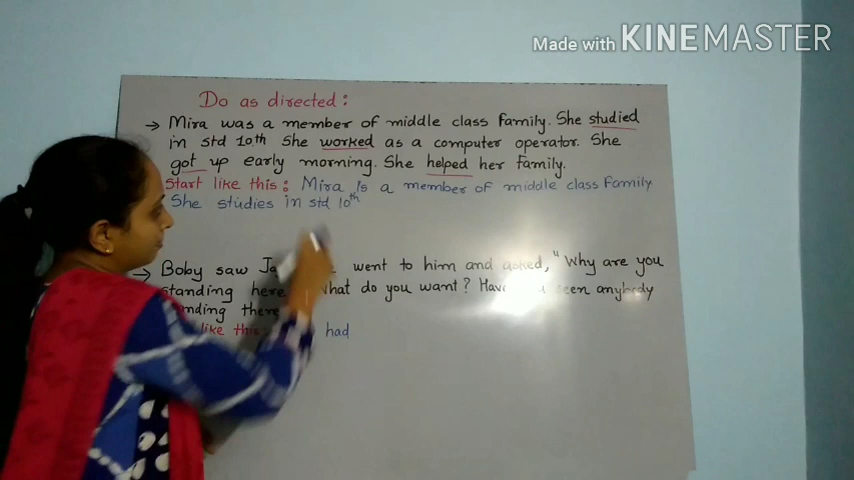 Made with KINEMASTER
Do as directed:
→ Mira was a member of middle class family. She studied
in std 10th She worked as a computer operator. She
got up early morning. She helped her family.
Start like this: Mira Is a member of middle class family.
She studies in std 10th
→ Boby saw went to him and asked, "Why are you
standing here What do you want? seen anybody
there
like this had